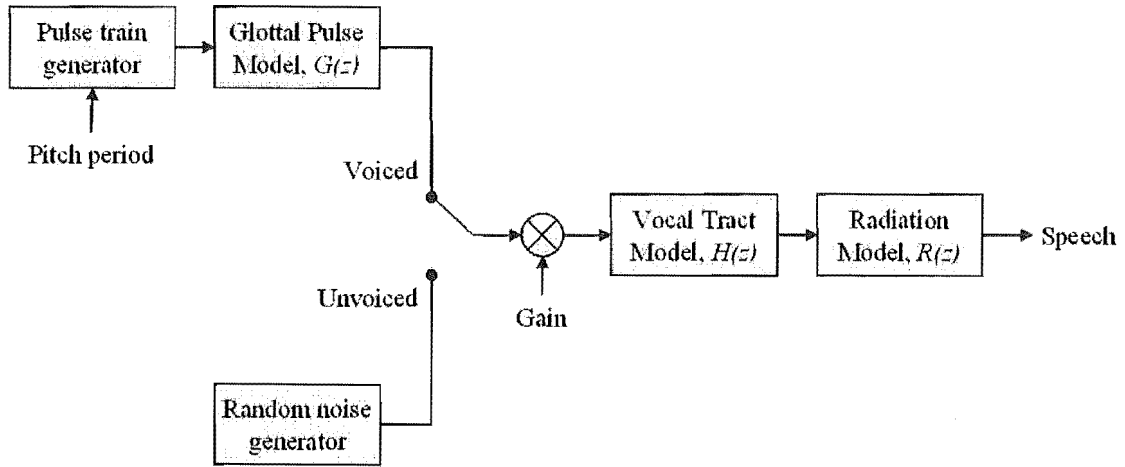 Pulse train
generator
Glottal Pulse
Model, G(z)
Pitch period
Voiced
Vocal Tract
Model, H(z)
Radiation
Model, R(z)
Speech
Unvoiced
Gain
Random noise
generator